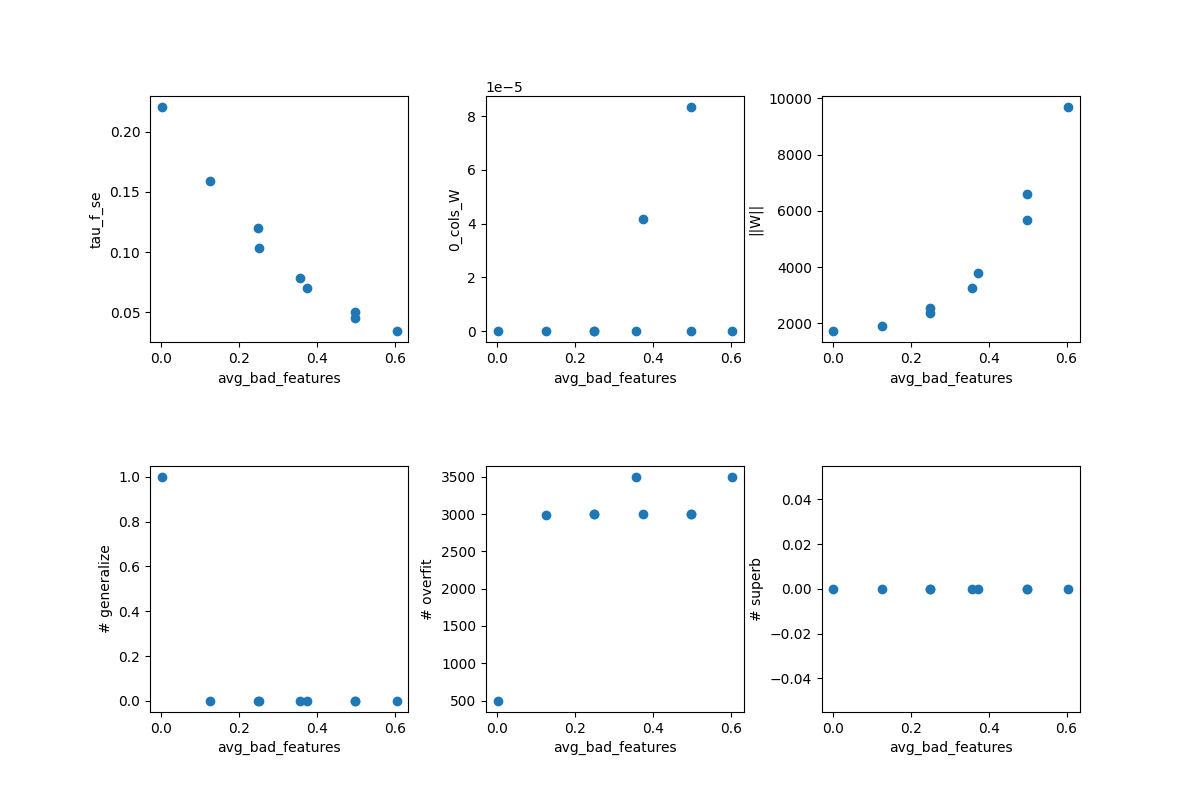 tau_f_se
0.20
0.15
0.10
0.05
0.0 0.2 0.4 0.6
avg_bad_features
1e−5
0_cols_W
8
6
4
2
0
0.0 0.2 0.4 0.6
avg_bad_features
||W||
10000
8000
6000
4000
2000
0.0 0.2 0.4 0.6
avg_bad_features
# generalize
1.0
0.8
0.6
0.4
0.2
0.0
0.0 0.2 0.4 0.6
avg_bad_features
# overfit
3500
3000
2500
2000
1500
1000
500
0.0 0.2 0.4 0.6
avg_bad_features
# superb
0.04
0.02
0.00
−0.02
−0.04
0.0 0.2 0.4 0.6
avg_bad_features